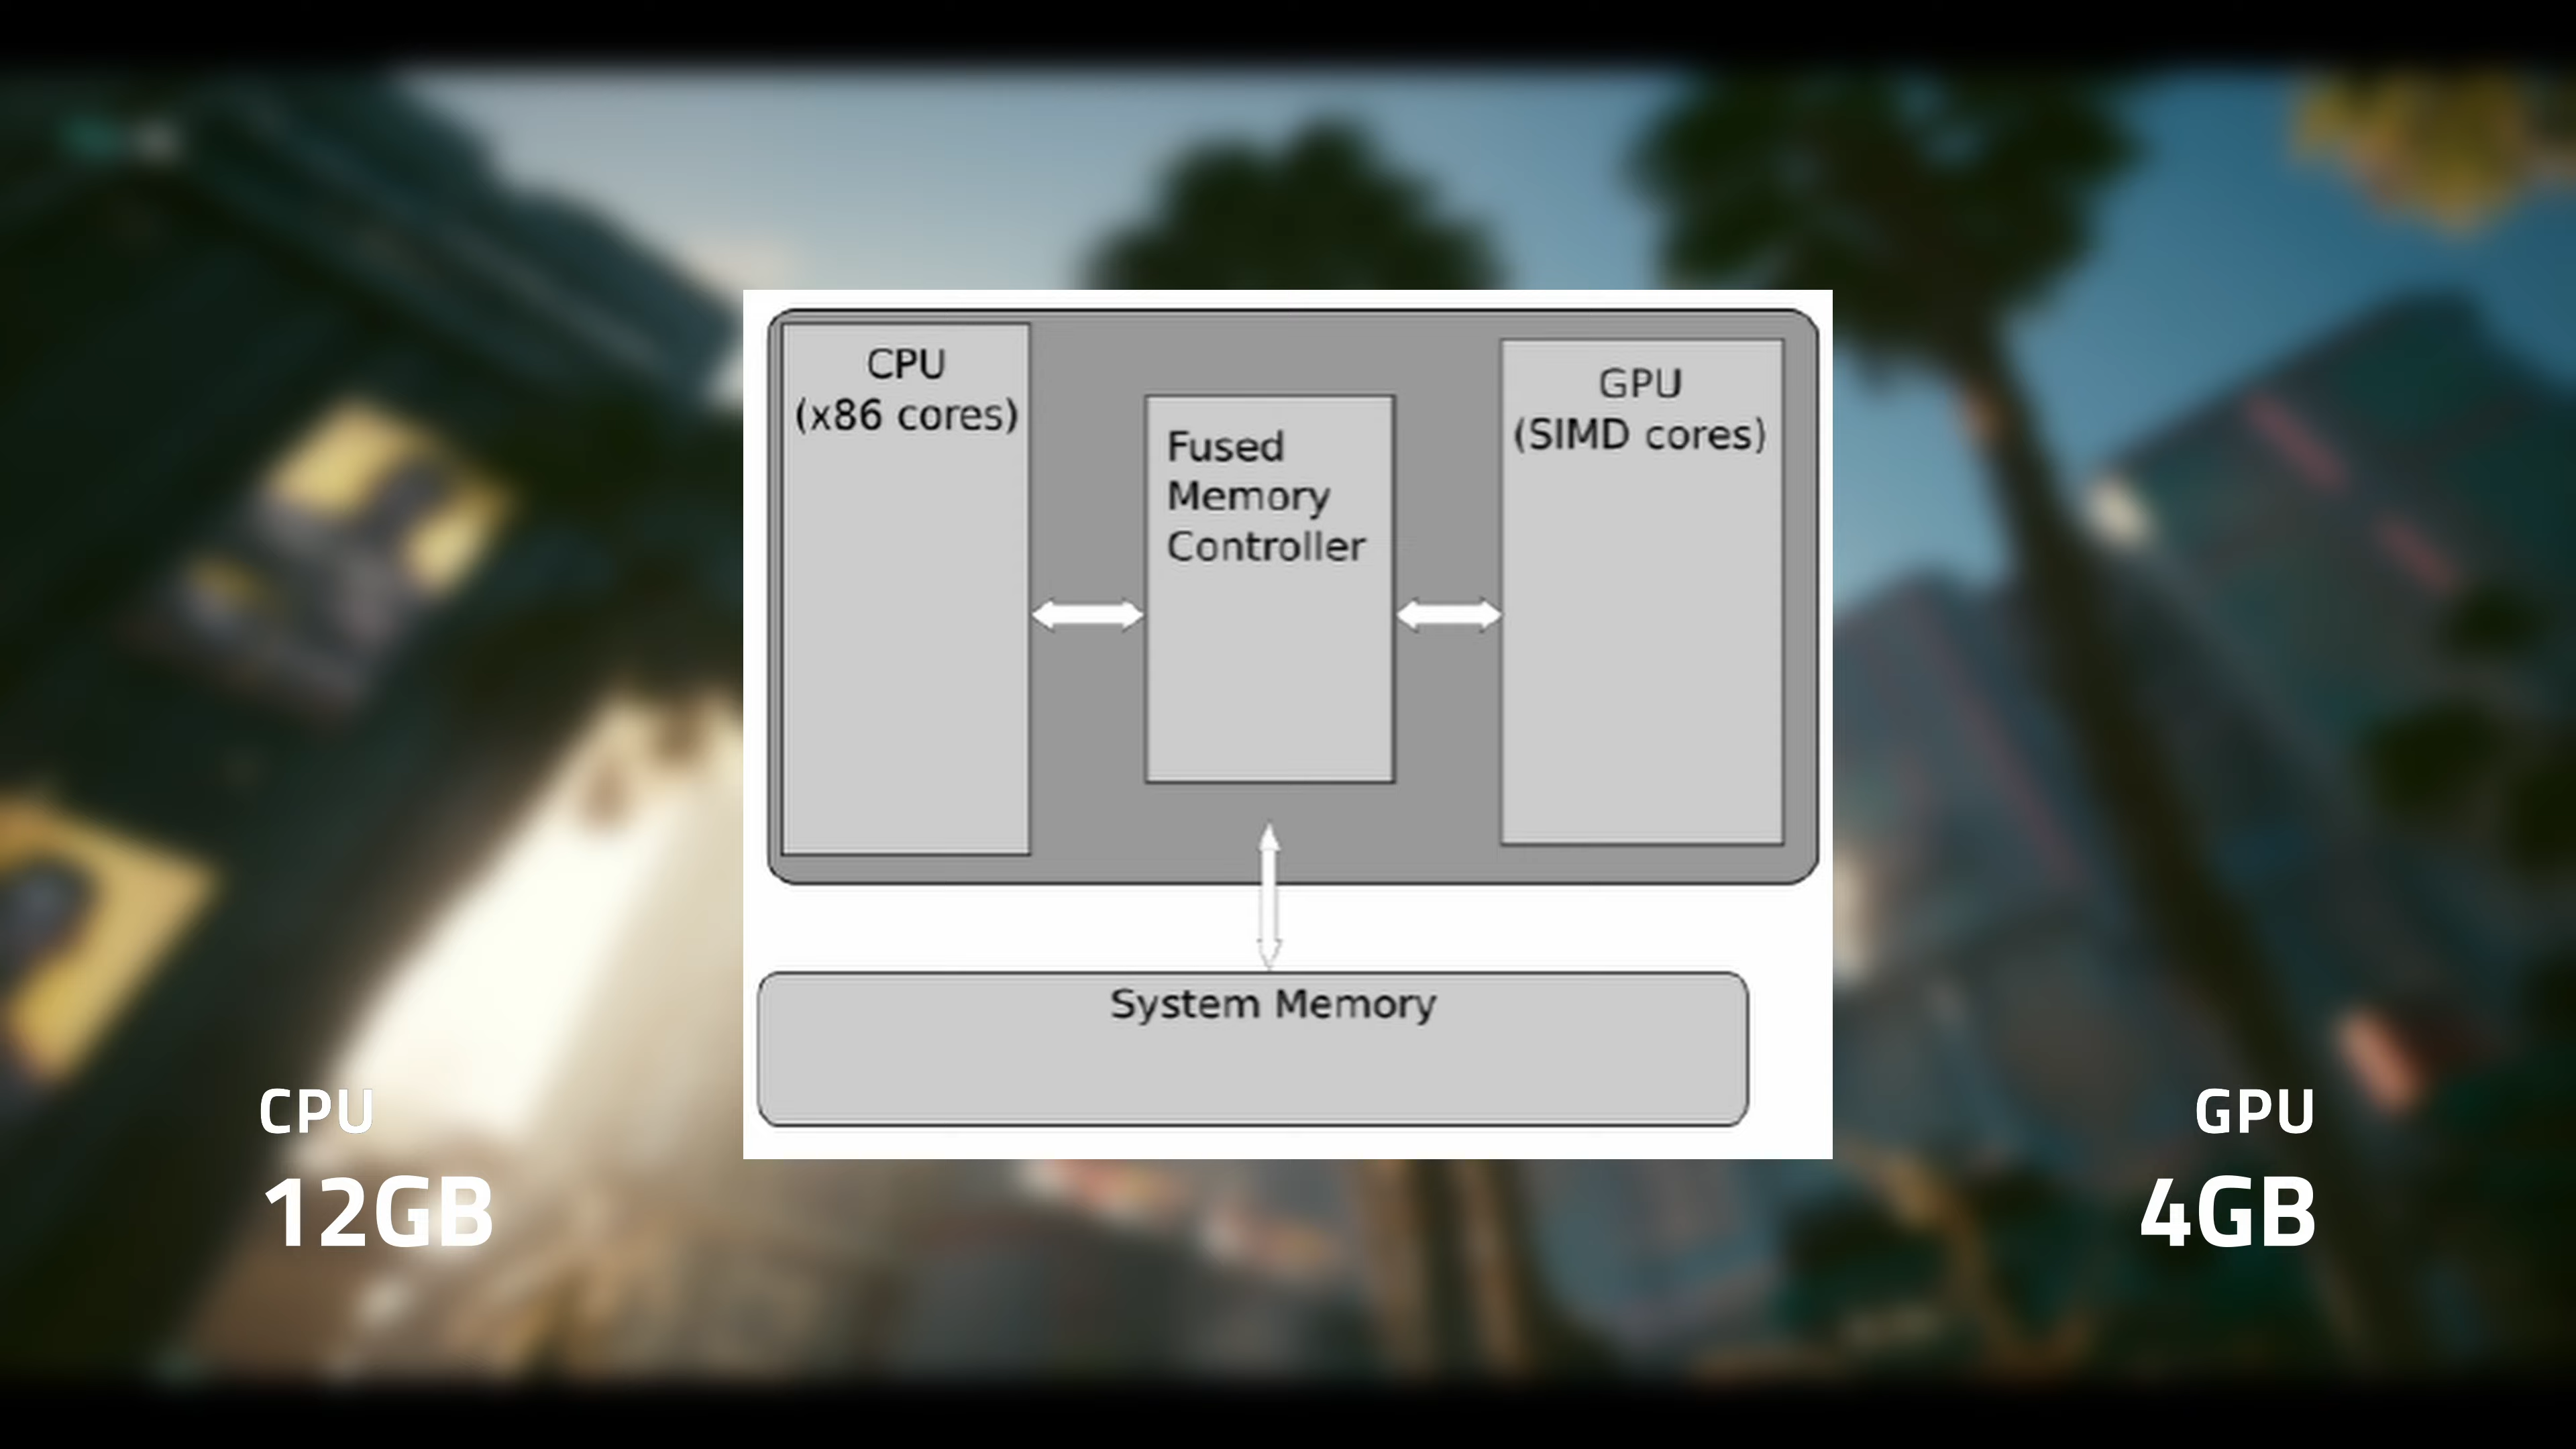 CPU
(x86 cores)
Fused
Memory
Controller
GPU
(SIMD cores)
System Memory
CPU
12GB
GPU
4GB